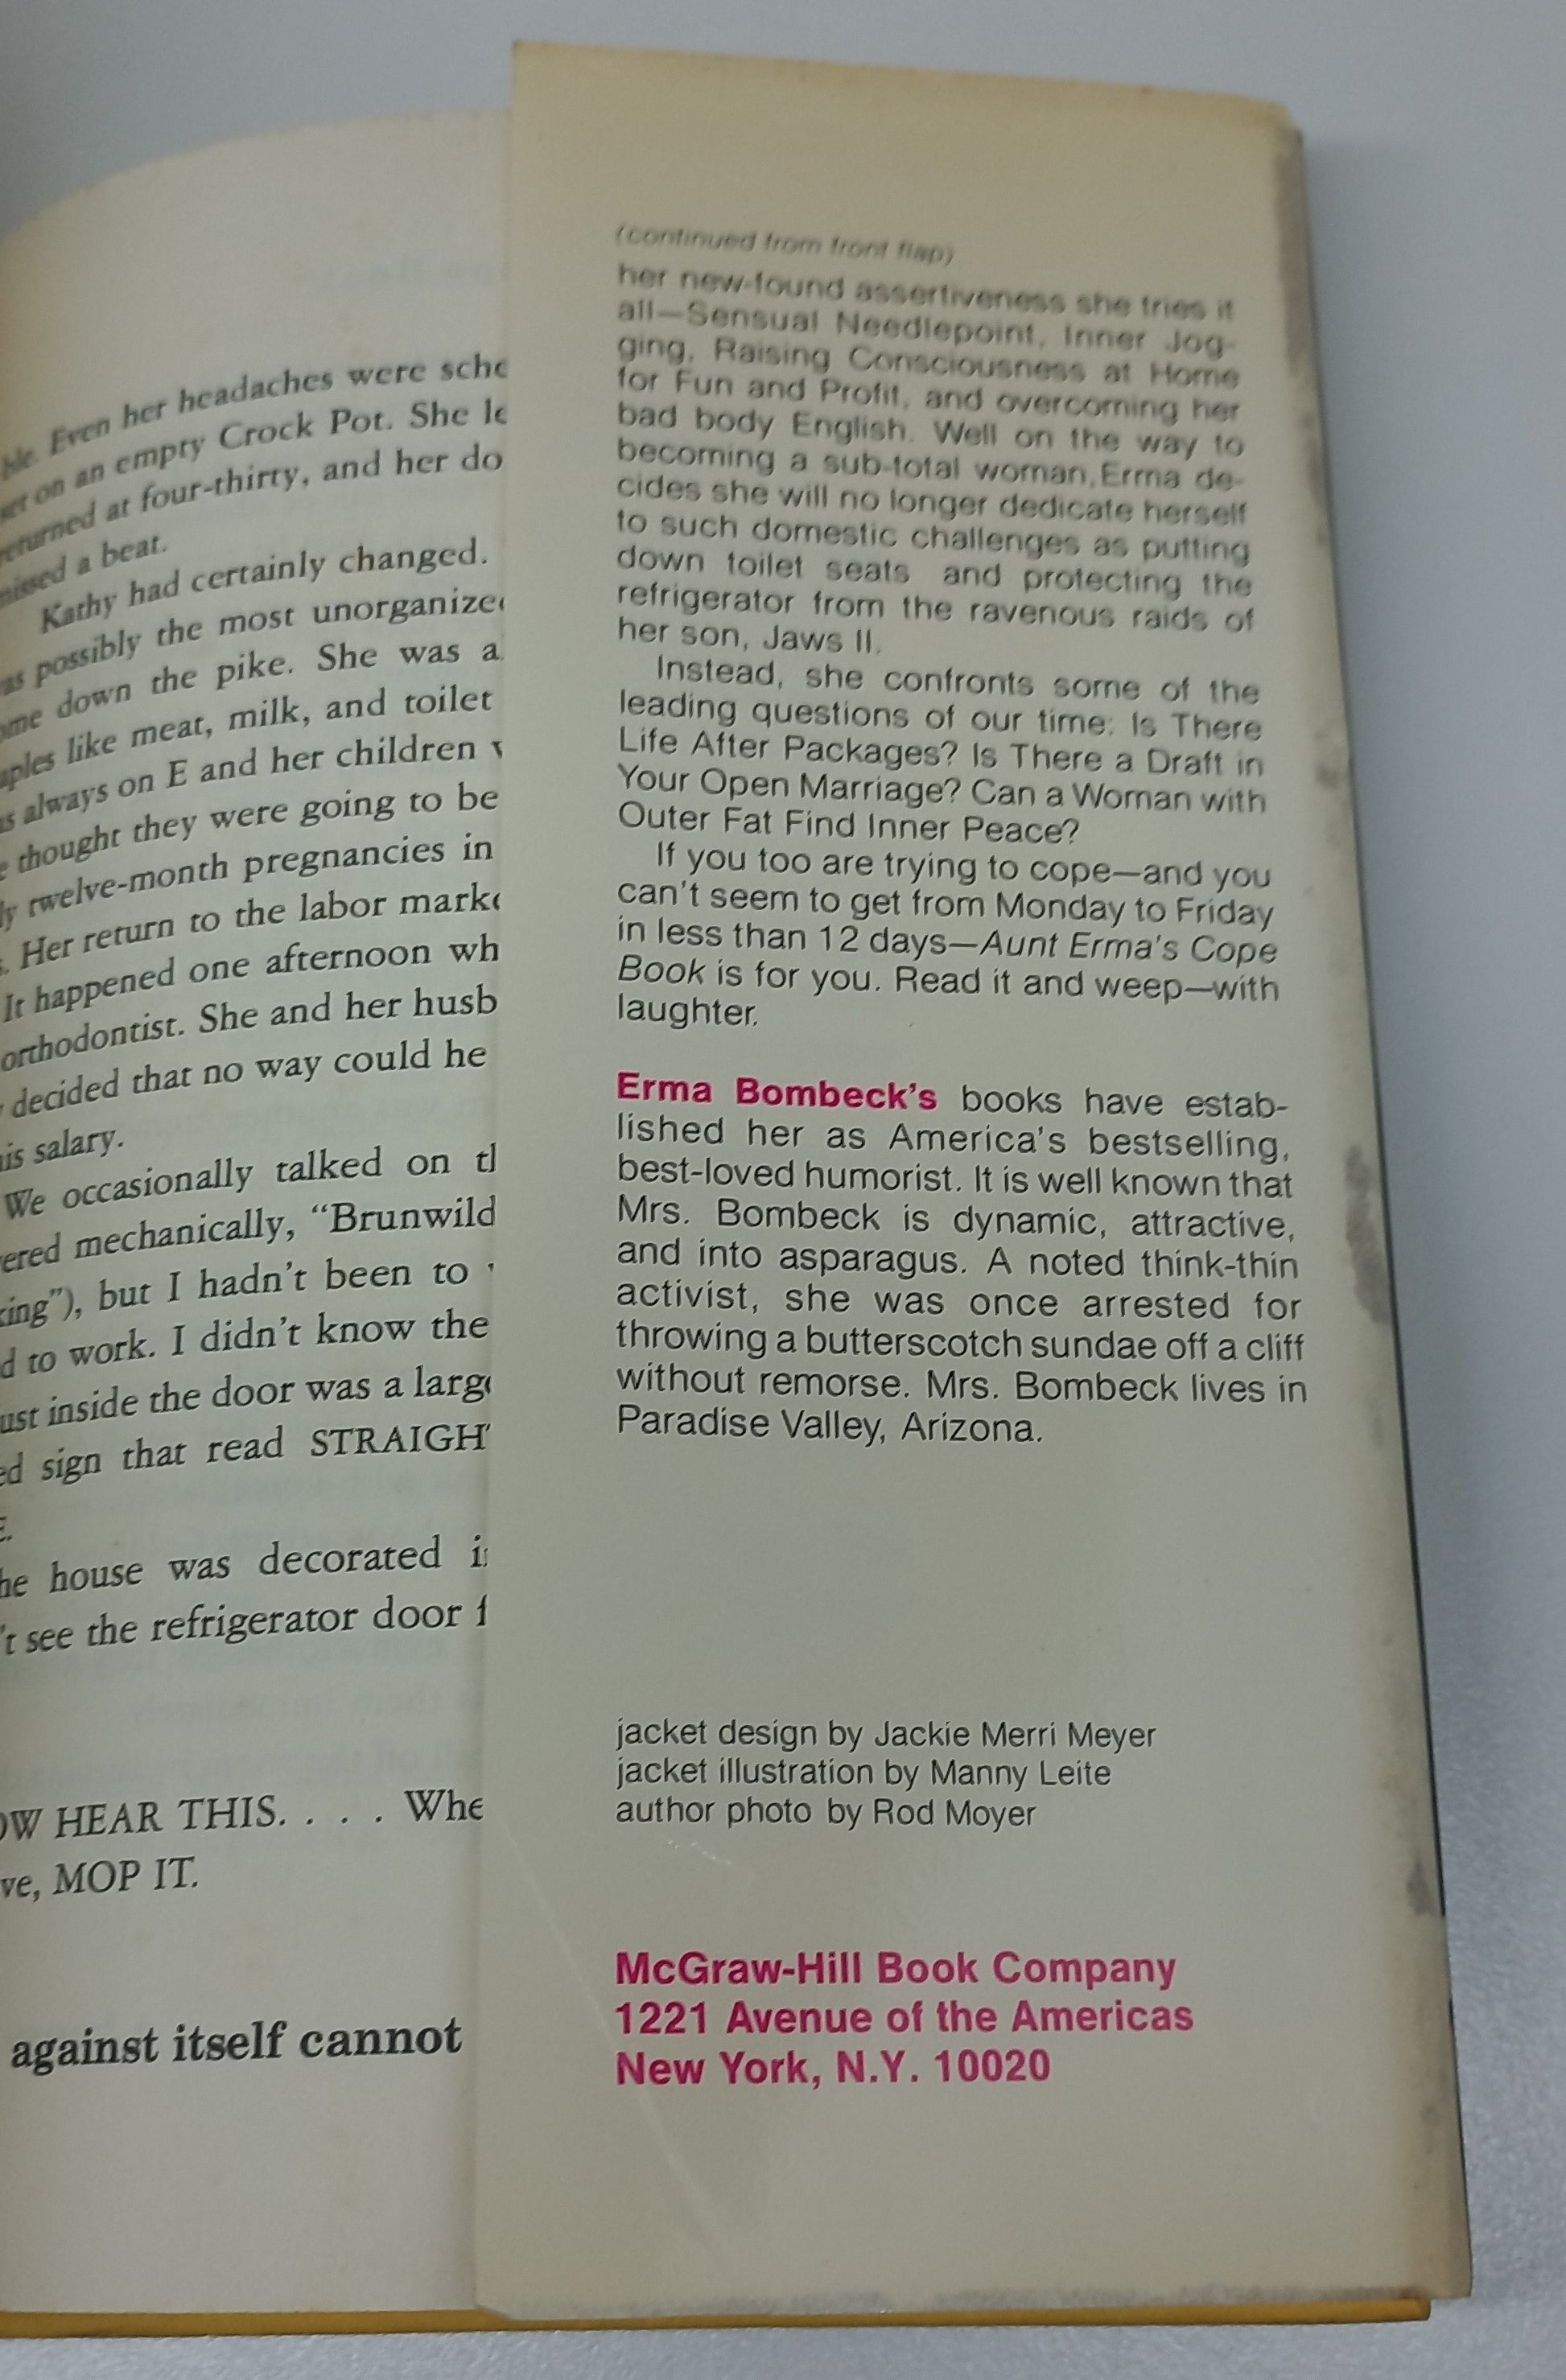 Even her headaches were
on an empty Crock Pot. She
returned at four-thirty, and her
missed a beat.
Kathy had certainly changed.
possibly the most
down the pike. She was
like meat, milk, and toilet
always on E and her children
thought they were going to be
twelve-month pregnancies in
Her return to the labor
It happened one afternoon
orthodontist. She and her
decided that no way could he
his salary.
We occasionally talked on
mechanically, “Brunwild
but I hadn’t been to
to work. I didn’t know the
inside the door was a
sign that read
house was decorated
see the refrigerator door
HEAR THIS. . . .
MOP IT.
against itself cannot
(continued from front flap)
her new-found assertiveness she tries it
all—Sensual Needlepoint, Inner Jog-
ging, Raising Consciousness at Home
for Fun and Profit, and overcoming her
bad body English. Well on the way to
becoming a sub-total woman, Erma de-
cides she will no longer dedicate herself
to such domestic challenges as putting
down toilet seats and protecting the
refrigerator from the ravenous raids of
her son, Jaws II.
Instead, she confronts some of the
leading questions of our time: Is There
Life After Packages? Is There a Draft in
Your Open Marriage? Can a Woman with
Outer Fat Find Inner Peace?
If you too are trying to cope—and you
can’t seem to get from Monday to Friday
in less than 12 days—Aunt Erma’s Cope
Book is for you. Read it and weep—with
laughter.
Erma Bombeck’s books have estab-
lished her as America’s bestselling,
best-loved humorist. It is well known that
Mrs. Bombeck is dynamic, attractive,
and into asparagus. A noted think-thin
activist, she was once arrested for
throwing a butterscotch sundae off a cliff
without remorse. Mrs. Bombeck lives in
Paradise Valley, Arizona.
jacket design by Jackie Merri Meyer
jacket illustration by Manny Leite
author photo by Rod Moyer
McGraw-Hill Book Company
1221 Avenue of the Americas
New York, N.Y. 10020